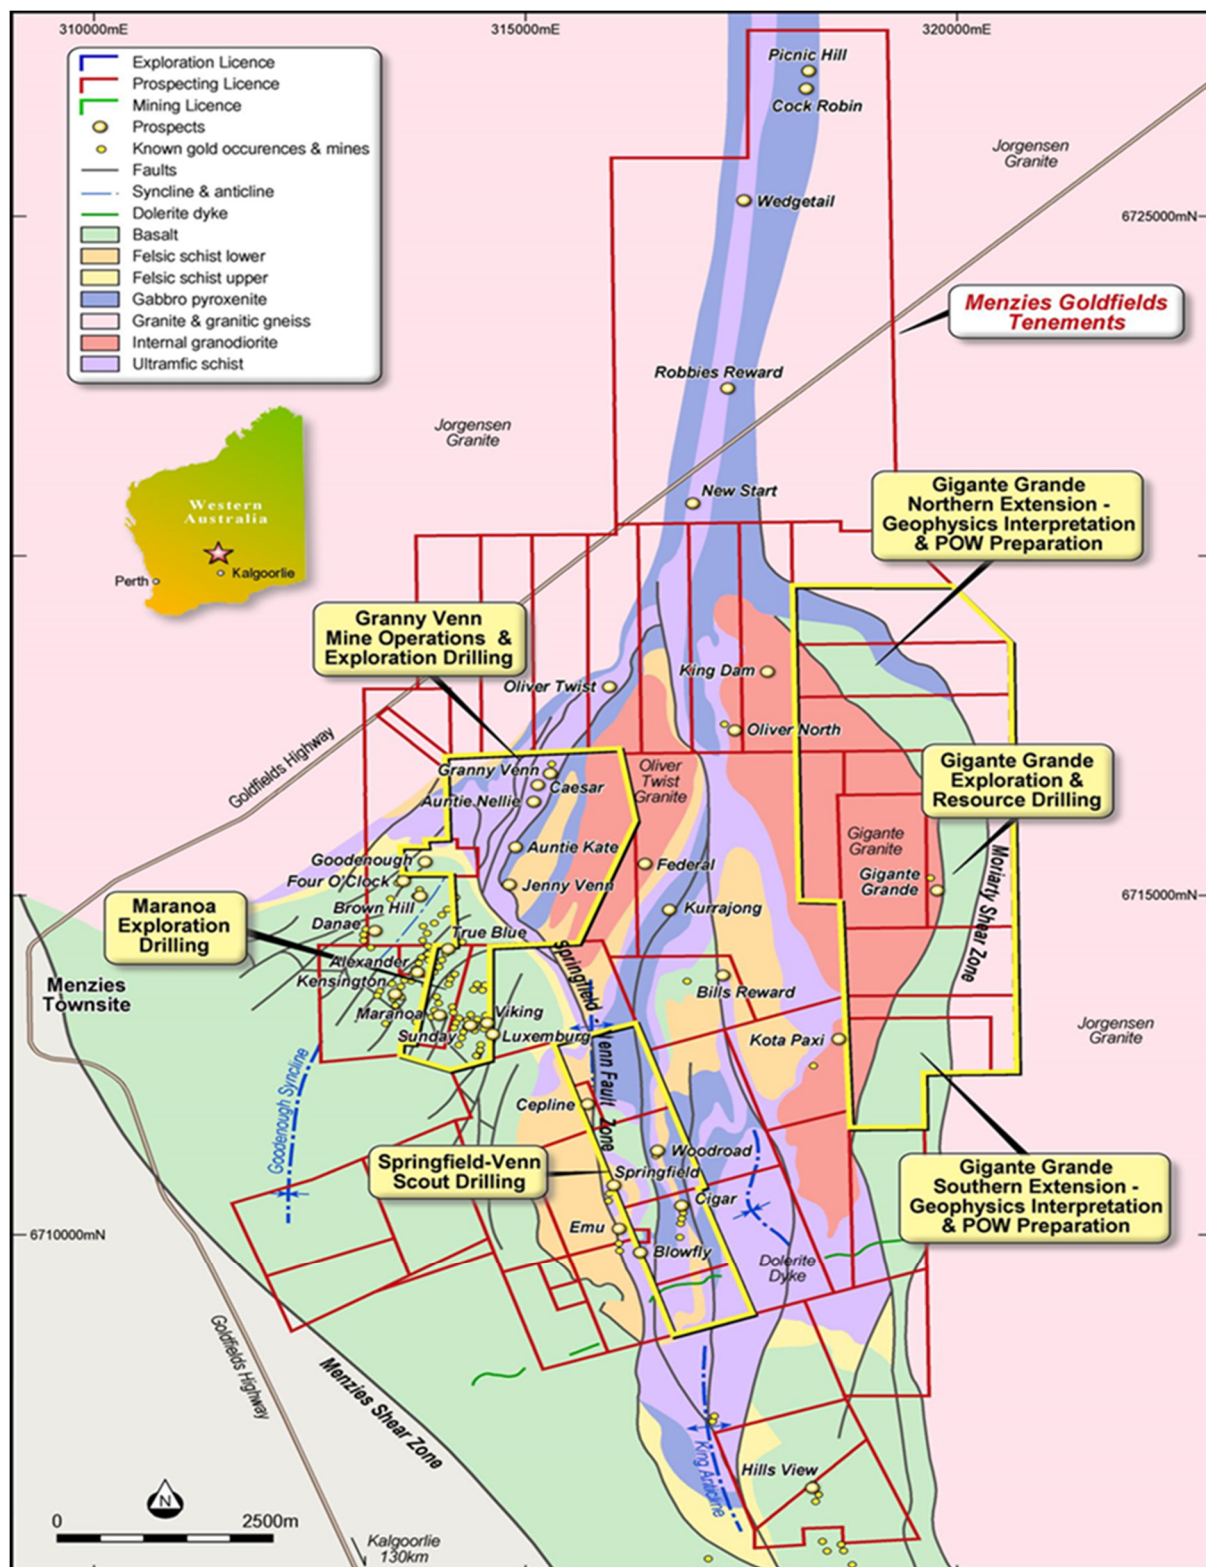 310000mE
315000mE
320000mE
Exploration Licence
Prospecting Licence
Mining Licence
Prospects
Known gold occurences & mines
Faults
Syncline & anticline
Dolerite dyke
Basalt
Felsic schist lower
Felsic schist upper
Gabbro pyroxenite
Granite & granitic gneiss
Internal granodiorite
Ultramfic schist
Picnic Hill
Cock Robin
Jorgensen
Granite
Wedgetail
6725000mN
Menzies Goldfields
Tenements
Robbies Reward
Jorgensen
Granite
New Start
Gigante Grande
Northern Extension -
Geophysics Interpretation
& POW Preparation
Western
Australia
Perth
Kalgoorlie
Granny Venn
Mine Operations &
Exploration Drilling
King Dam
Oliver Twist
Oliver North
Goldfields Highway
Granny Venn
Caesar
Auntie Nellie
Oliver
Twist
Granite
Gigante Grande
Exploration &
Resource Drilling
Auntie Kate
Gigante
Granite
Goodenough
Federal
Four O'Clock
Jenny Venn
Gigante
Grande
Moriarty Shear Zone
6715000mN
Maranoa
Exploration
Drilling
Brown Hill
Danae
Kurrajong
True Blue
Alexander
Kensington
Menzies
Townsite
Springfield - Venn Fault Zone
Bills Reward
Maranoa
Viking
Sunday
Luxemburg
Kota Paxi
Jorgensen
Granite
Goodenough Syncline
Cepline
Springfield-Venn
Scout Drilling
Woodroad
Springfield
Cigar
Gigante Grande
Southern Extension -
Geophysics Interpretation
& POW Preparation
Emu
Blowfly
6710000mN
Dolerite
Dyke
Goldfields Highway
Menzies Shear Zone
King Anticline
Hills View
N
0
2500m
Kalgoorlie
130km